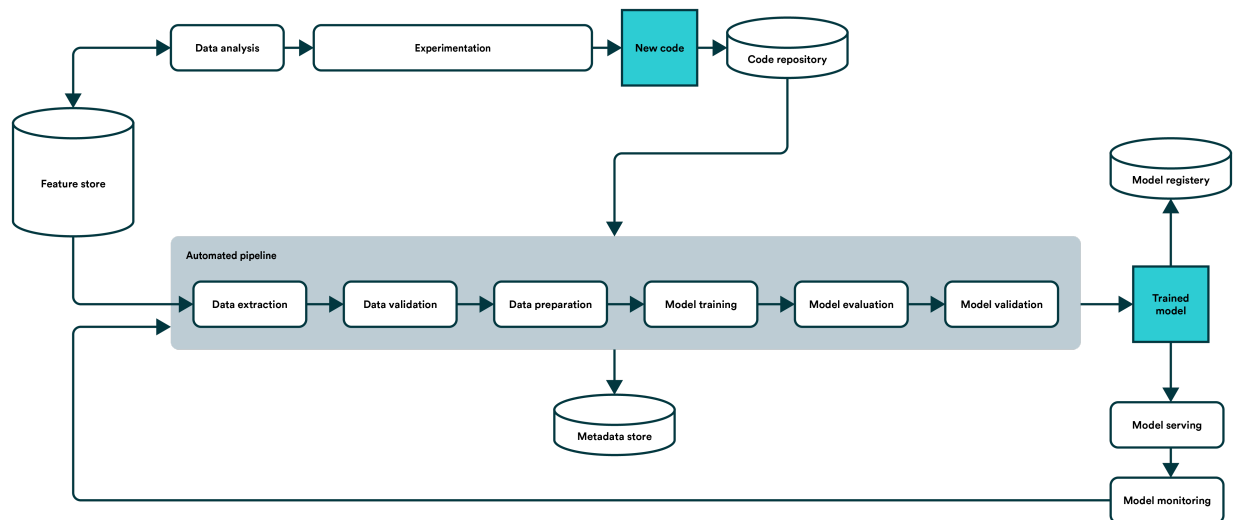 Data analysis
Experimentation
New code
Code repository
Feature store
Model registery
Automated pipeline
Data extraction
Data validation
Data preparation
Model training
Model evaluation
Model validation
Trained
model
Metadata store
Model serving
Model monitoring